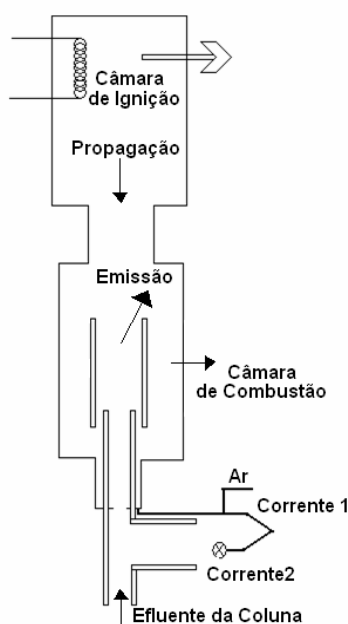 Câmara
de Ignição
Propagação
Emissão
Câmara
de Combustão
Ar
Corrente 1
Corrente2
Efluente da Coluna